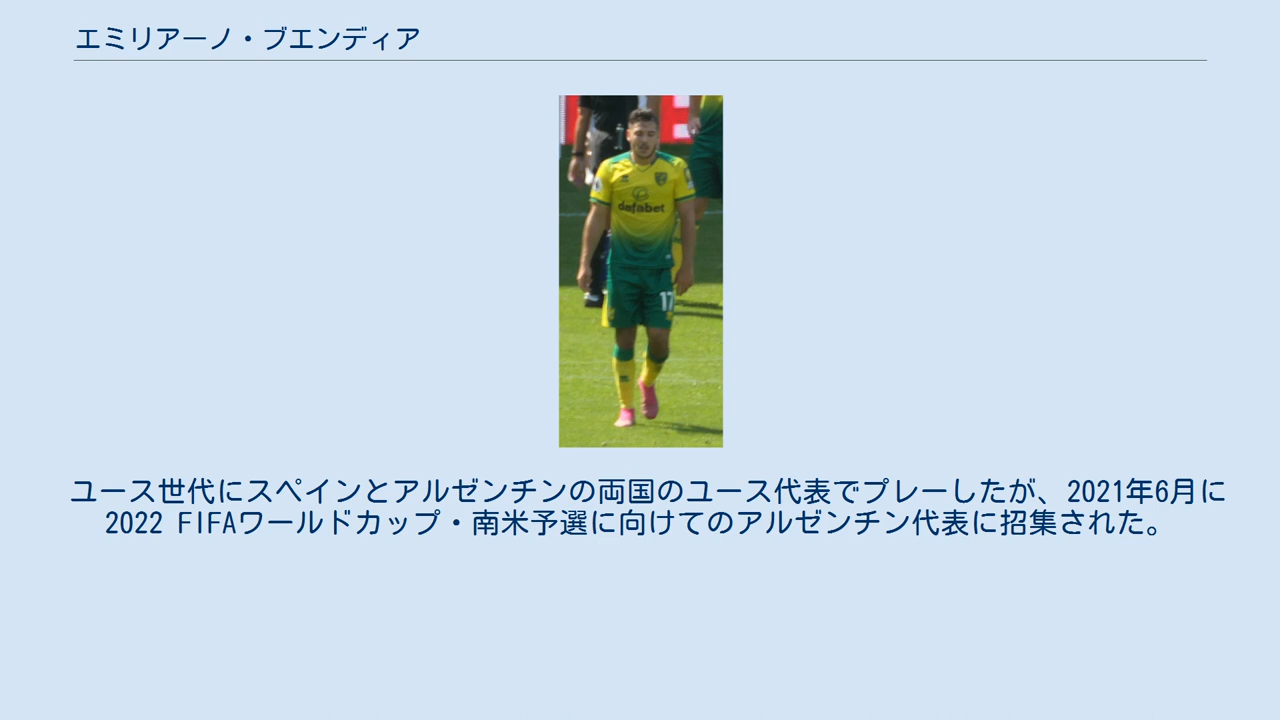 エミリアーノ・ブエンディア
defabet
17
ユース世代にスペインとアルゼンチンの両国のユース代表でプレーしたが、2021年6月に
2022 FIFAワールドカップ・南米予選に向けてのアルゼンチン代表に招集された。